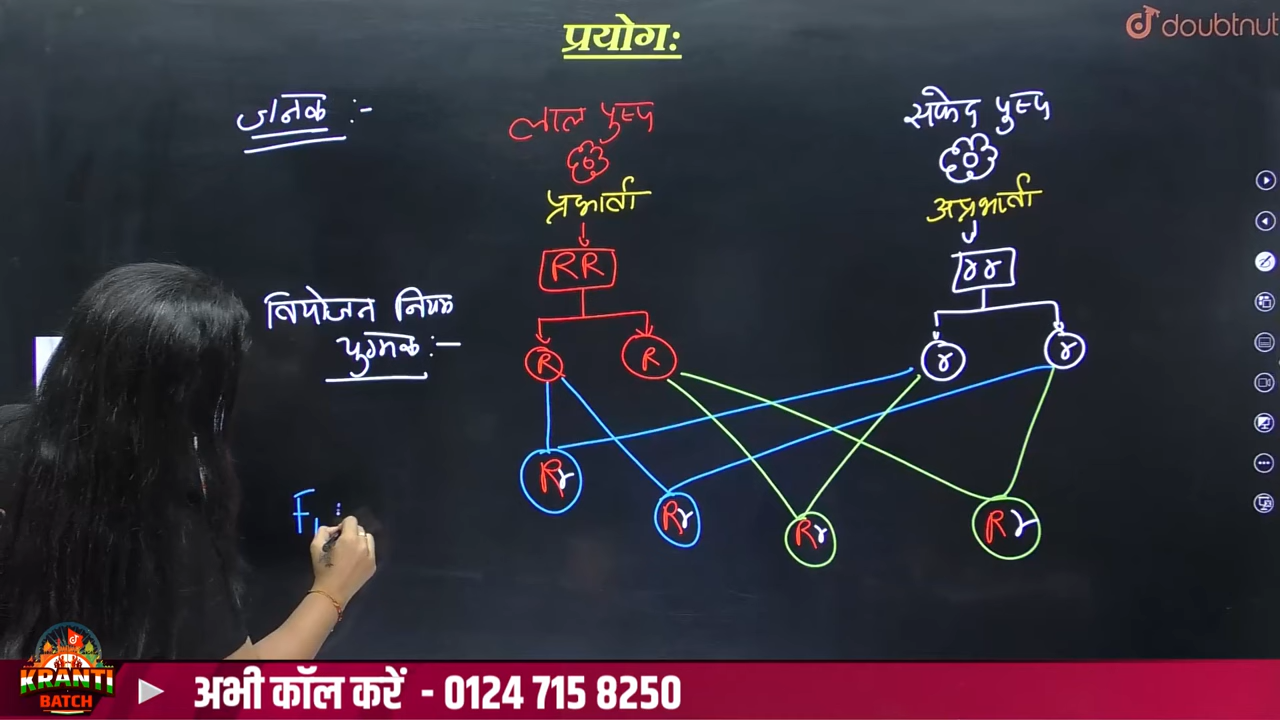 प्रयोग:
doubtnut
जनक :-
लाल पुष्प
सफेद पुष्प
प्रभावी
अप्रभावी
RR
rr
वियोजन नियम
युग्मक :-
R R r r
Rr Rr Rr Rr
F1 :
KRANTI
BATCH
अभी कॉल करें - 0124 715 8250